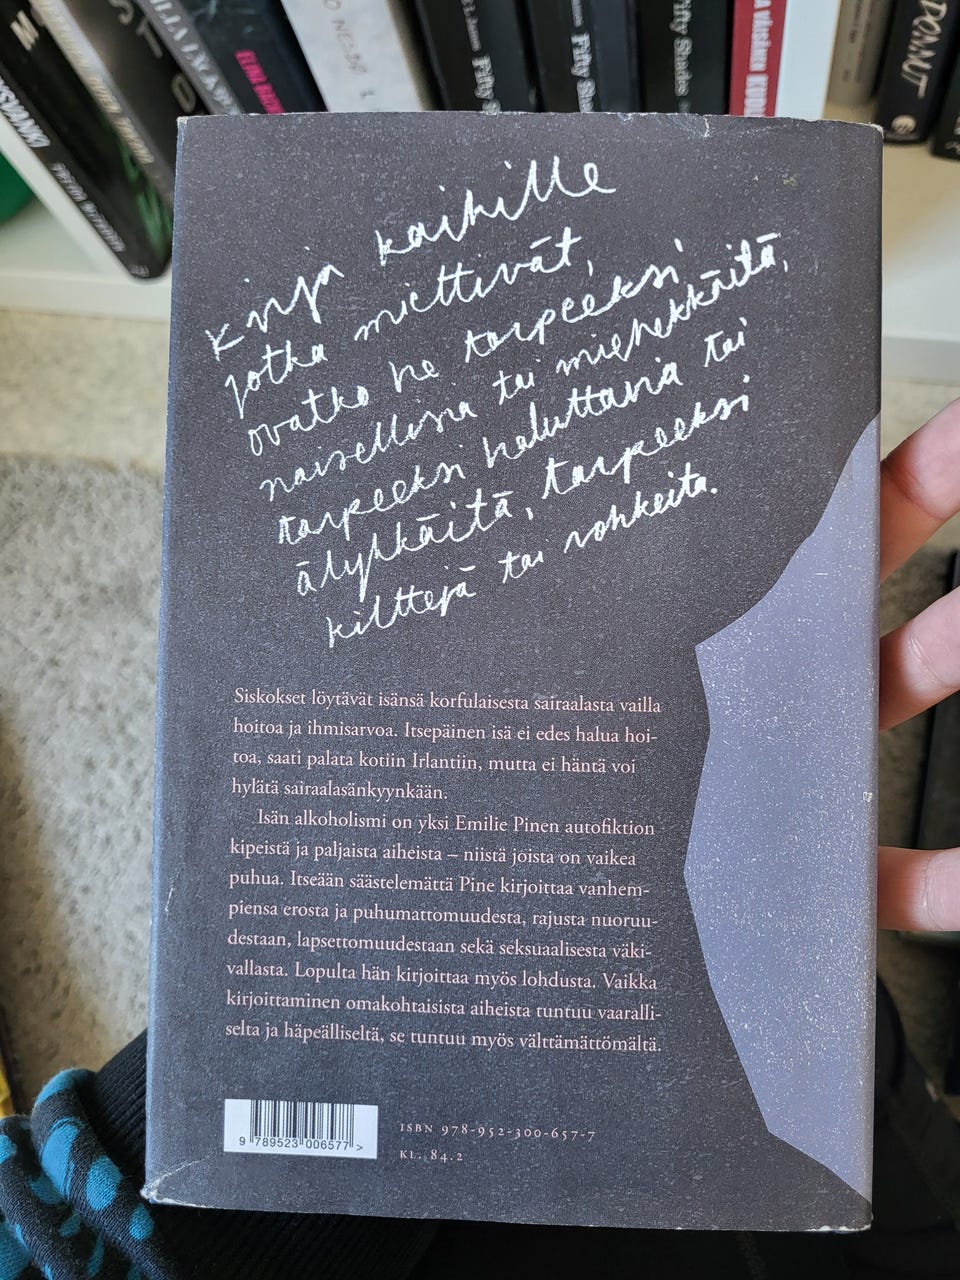 Fifty
Fifty
Fifty Shades
kirja kaikille
jotka miettivät,
ovatko he tarpeeksi
naisellisia tai miehekkäitä,
tarpeeksi haluttavia tai
älykkäitä, tarpeeksi
kilttejä tai rohkeita.
Siskokset löytävät isänsä korfulaisesta sairaalasta vailla
hoitoa ja ihmisarvoa. Itsepäinen isä ei edes halua hoi-
toa, saati palata kotiin Irlantiin, mutta ei häntä voi
hylätä sairaalasänkyynkään.
Isän alkoholismi on yksi Emilie Pinen autofiktion
kipeistä ja paljaista aiheista – niistä joista on vaikea
puhua. Itseään säästelemättä Pine kirjoittaa vanhem-
piensa erosta ja puhumattomuudesta, rajusta nuoruu-
destaan, lapsettomuudestaan sekä seksuaalisesta väki-
vallasta. Lopulta hän kirjoittaa myös lohdusta. Vaikka
kirjoittaminen omakohtaisista aiheista tuntuu vaaralli-
selta ja häpeälliseltä, se tuntuu myös välttämättömältä.
9 789523 006577 >
ISBN 978-952-300-657-7
KL. 84.2